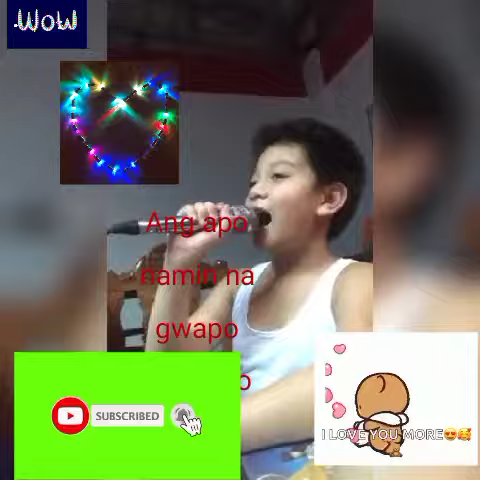 WOW
Ang apo
namin na
gwapo
o
SUBSCRIBED
I LOVE YOU MORE😍🥰